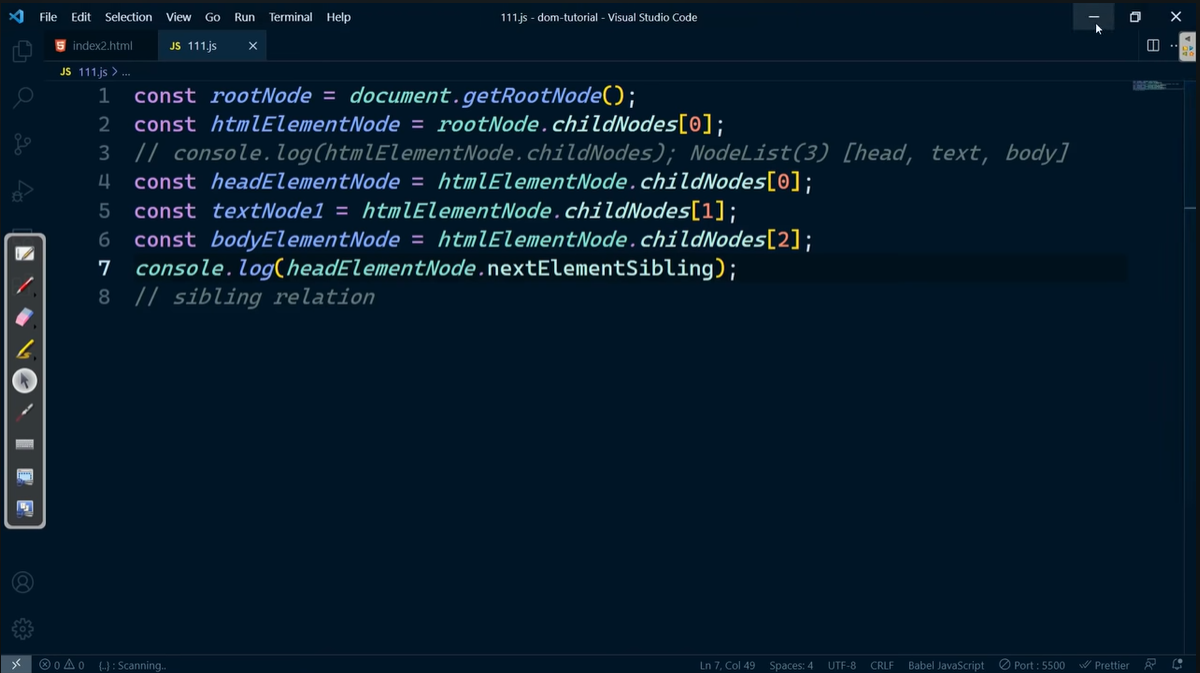 File Edit Selection View Go Run Terminal Help 111.js - dom-tutorial - Visual Studio Code
index2.html JS 111.js
JS 111.js > ...
1 const rootNode = document.getRootNode();
2 const htmlElementNode = rootNode.childNodes[0];
3 // console.log(htmlElementNode.childNodes); NodeList(3) [head, text, body]
4 const headElementNode = htmlElementNode.childNodes[0];
5 const textNode1 = htmlElementNode.childNodes[1];
6 const bodyElementNode = htmlElementNode.childNodes[2];
7 console.log(headElementNode.nextElementSibling);
8 // sibling relation
0 0 {..} : Scanning.. Ln 7, Col 49 Spaces: 4 UTF-8 CRLF Babel JavaScript Port : 5500 Prettier